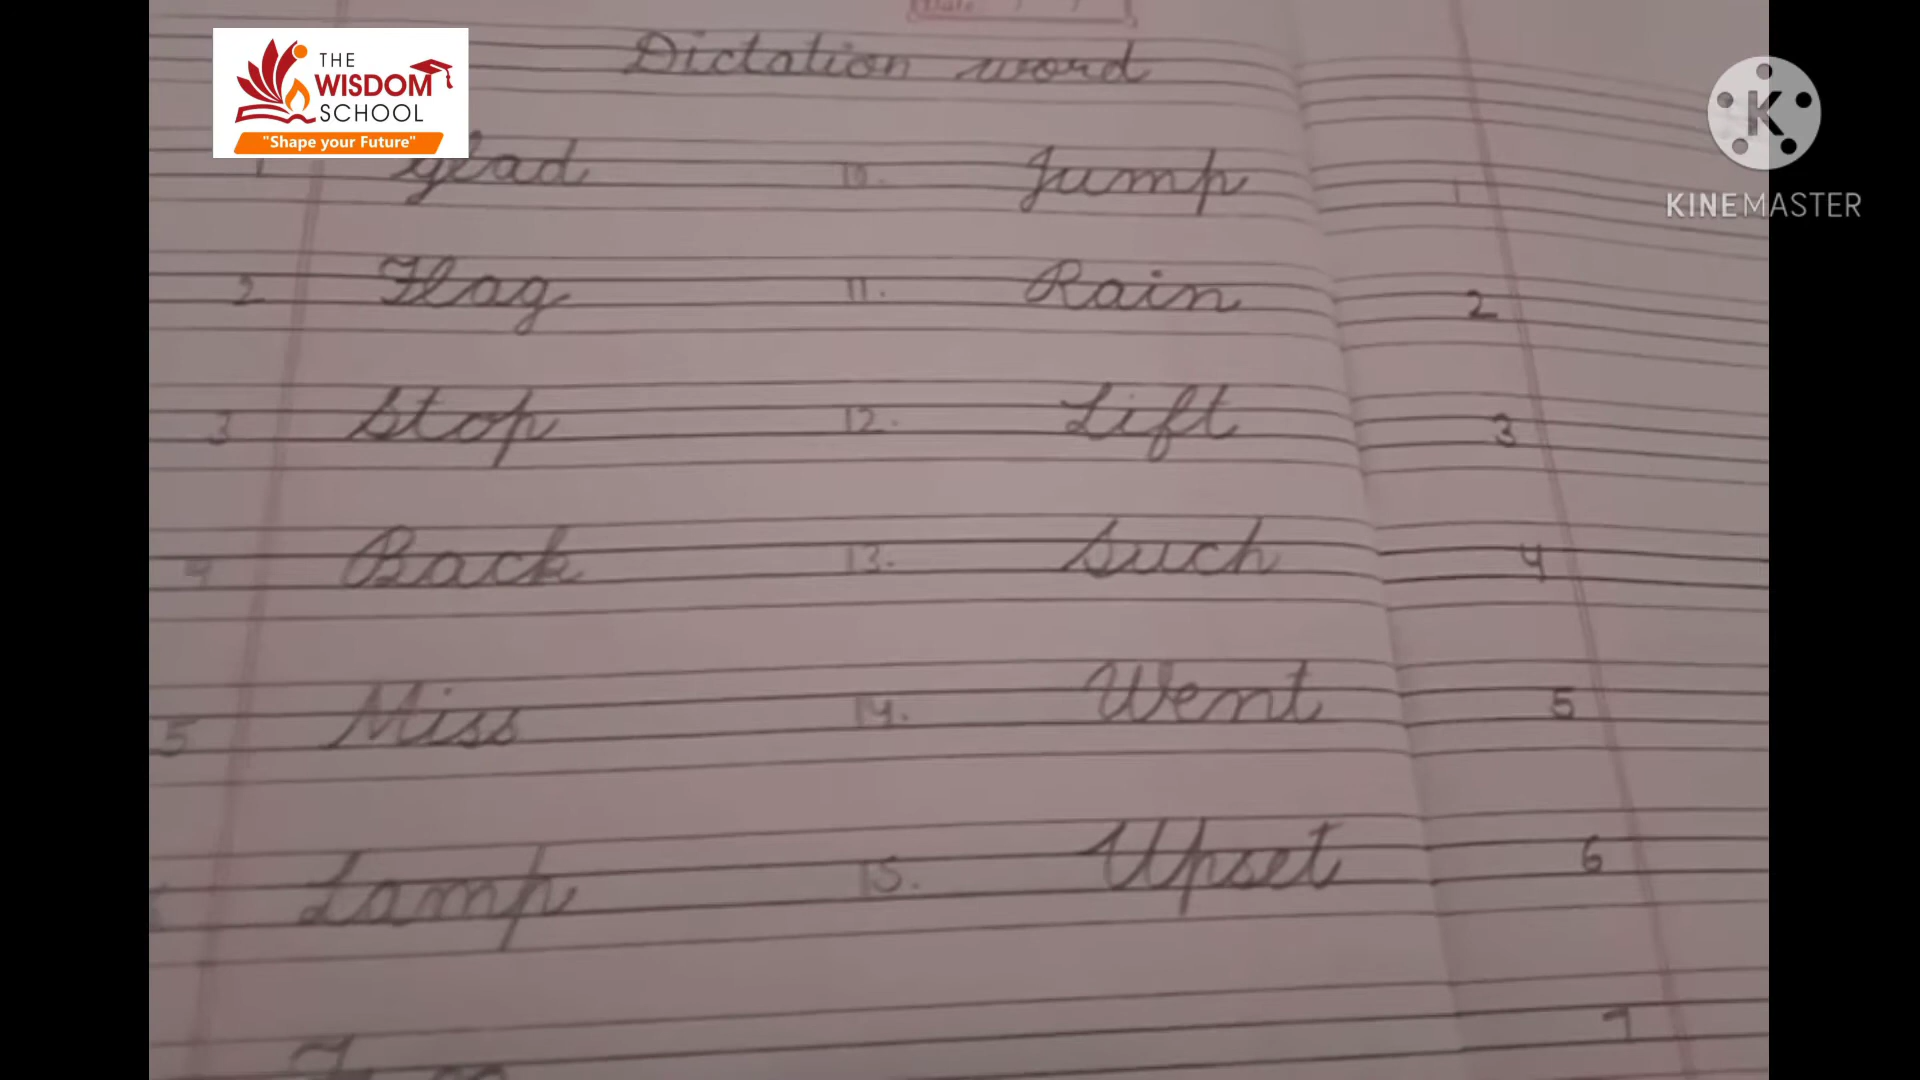 Date
Dictation word
THE
WISDOM
SCHOOL
"Shape your Future"
KINEMASTER
K
1 glad 10. Jump 1
2 Flag 11. Rain 2
3 Stop 12. Lift 3
4 Back 13. Such 4
5 Miss 14. Went 5
Lamp 15. Upset 6
7